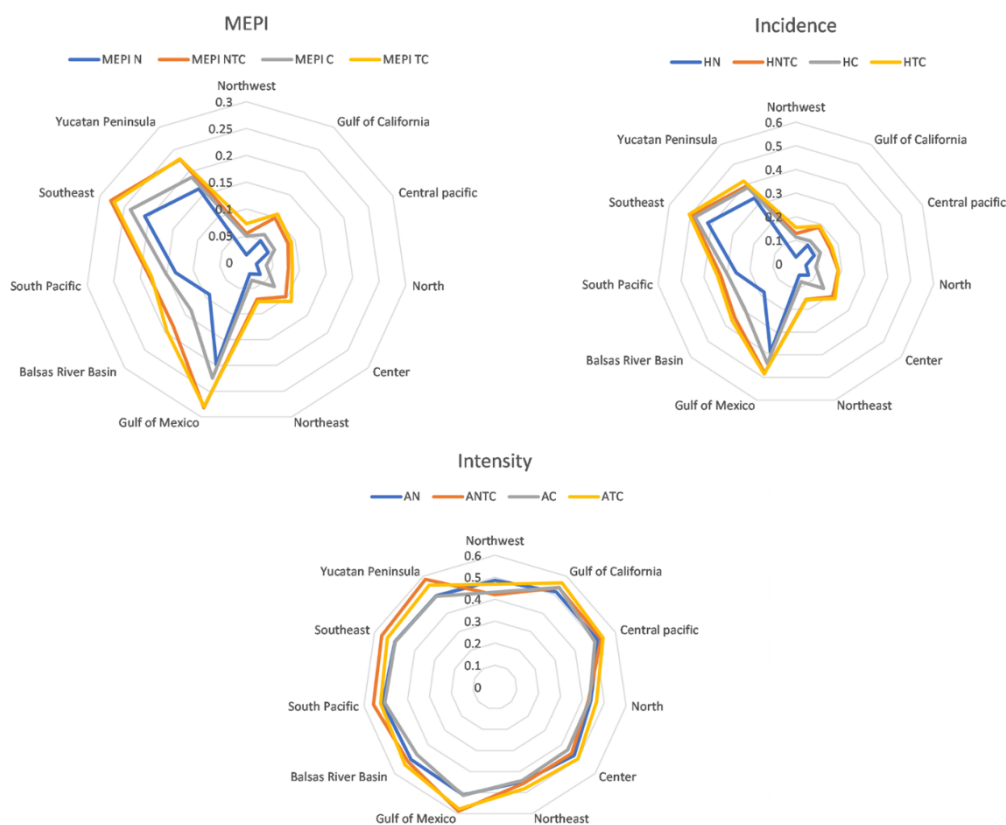 MEPI
MEPI N MEPI NTC MEPI C MEPI TC
Northwest
0.3
Yucatan Peninsula
0.25
Gulf of California
0.2
Southeast
0.15
Central pacific
0.1
0.05
0
South Pacific
North
Balsas River Basin
Center
Gulf of Mexico
Northeast
Incidence
HN HNTC HC HTC
Northwest
0.6
Yucatan Peninsula
0.5
Gulf of California
0.4
0.3
Southeast
0.2
Central pacific
0.1
0
South Pacific
North
Balsas River Basin
Center
Gulf of Mexico
Northeast
Intensity
AN ANTC AC ATC
Northwest
0.6
Yucatan Peninsula
0.5
Gulf of California
0.4
0.3
Southeast
0.2
Central pacific
0.1
0
South Pacific
North
Balsas River Basin
Center
Gulf of Mexico
Northeast